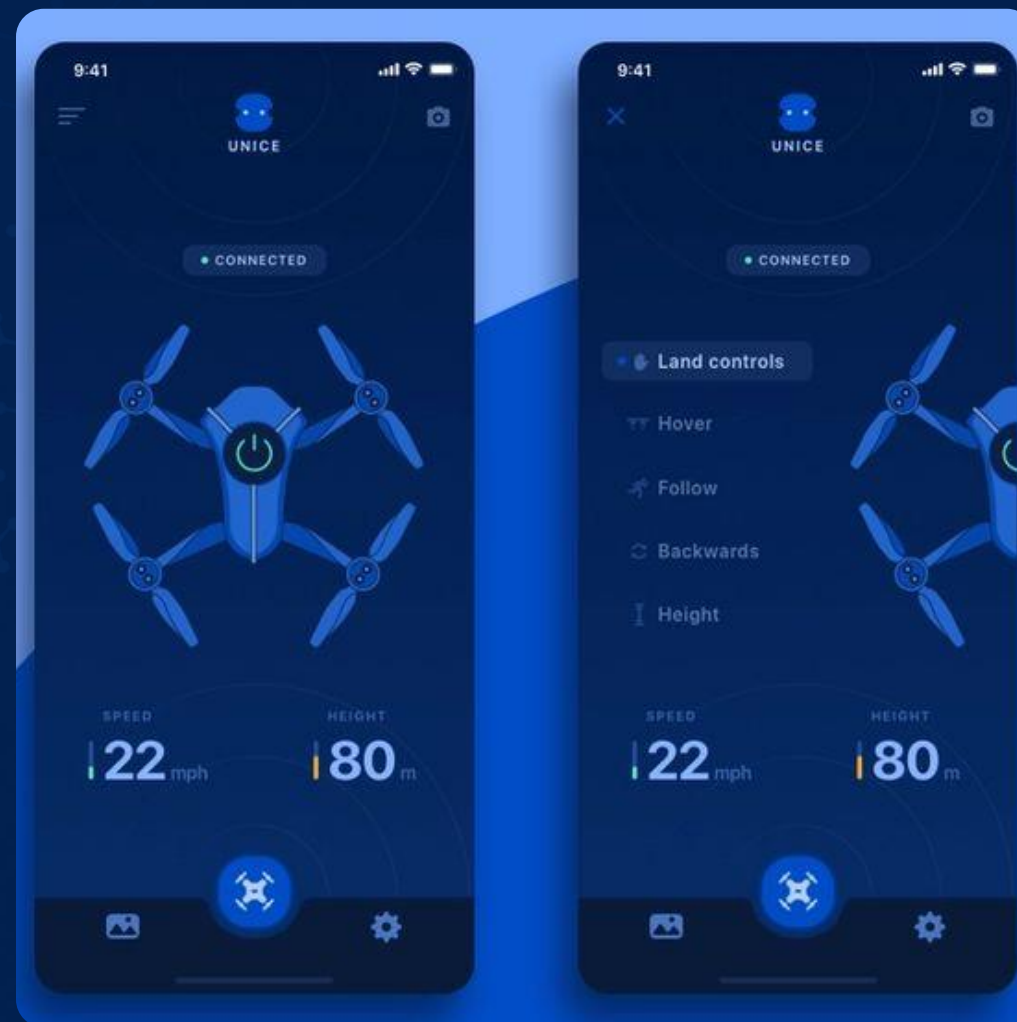 9:41
UNICE
CONNECTED
SPEED
HEIGHT
22 mph
80 m
9:41
UNICE
CONNECTED
Land controls
Hover
Follow
Backwards
Height
SPEED
HEIGHT
22 mph
80 m